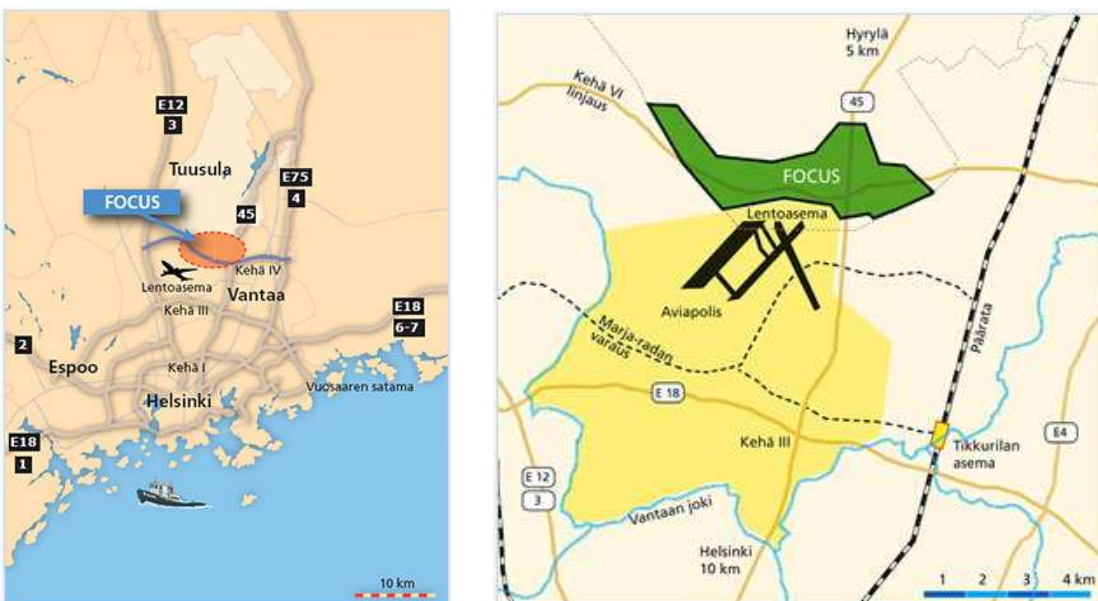 E12
3
Tuusula
FOCUS
E75
4
45
Kehä IV
Lentoasema
Vantaa
Kehä III
E18
6-7
2
Espoo
Kehä I
Vuosaaren satama
Helsinki
E18
1
10 km
Hyrylä
5 km
Kehä VI
linjaus
45
FOCUS
Lentoasema
Aviapolis
Marja-radan
varaus
Päärata
E 18
Kehä III
Tikkurilan
asema
E4
E 12
3
Vantaan joki
Helsinki
10 km
1 2 3 4 km